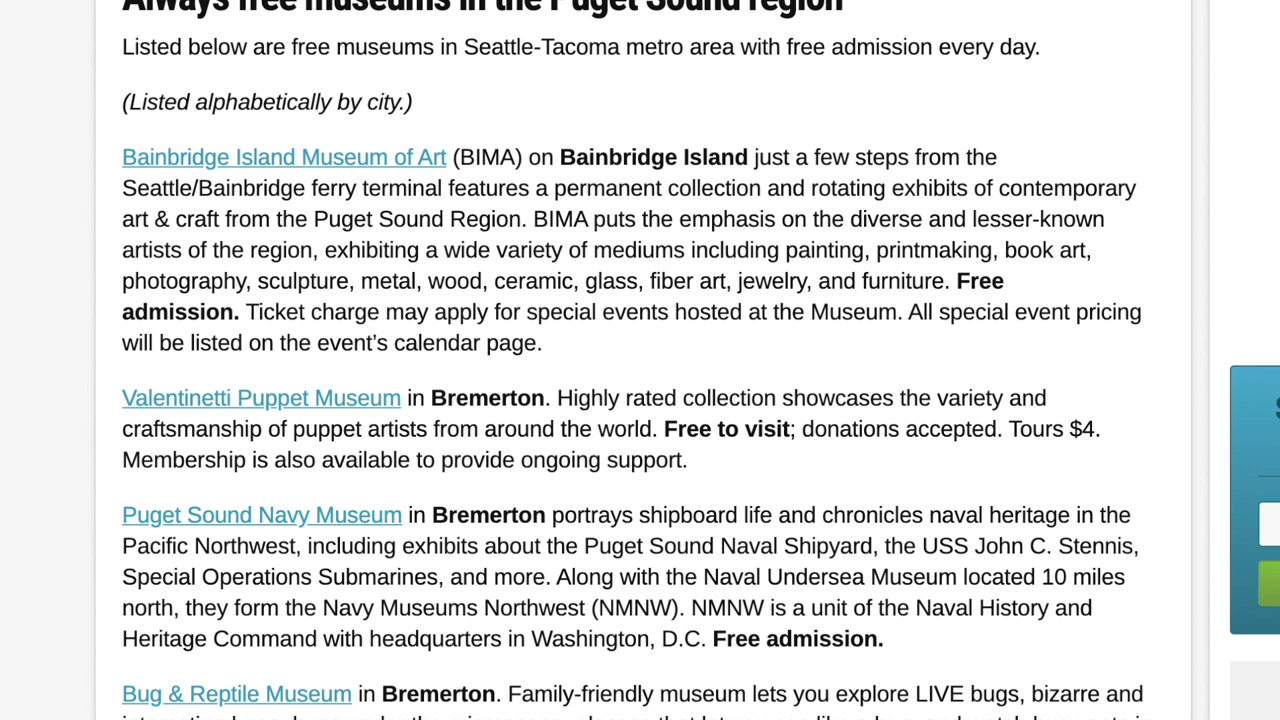 Always free museums in the Puget Sound region
Listed below are free museums in Seattle-Tacoma metro area with free admission every day.
(Listed alphabetically by city.)
Bainbridge Island Museum of Art (BIMA) on Bainbridge Island just a few steps from the
Seattle/Bainbridge ferry terminal features a permanent collection and rotating exhibits of contemporary
art & craft from the Puget Sound Region. BIMA puts the emphasis on the diverse and lesser-known
artists of the region, exhibiting a wide variety of mediums including painting, printmaking, book art,
photography, sculpture, metal, wood, ceramic, glass, fiber art, jewelry, and furniture. Free
admission. Ticket charge may apply for special events hosted at the Museum. All special event pricing
will be listed on the event’s calendar page.
Valentinetti Puppet Museum in Bremerton. Highly rated collection showcases the variety and
craftsmanship of puppet artists from around the world. Free to visit; donations accepted. Tours $4.
Membership is also available to provide ongoing support.
Puget Sound Navy Museum in Bremerton portrays shipboard life and chronicles naval heritage in the
Pacific Northwest, including exhibits about the Puget Sound Naval Shipyard, the USS John C. Stennis,
Special Operations Submarines, and more. Along with the Naval Undersea Museum located 10 miles
north, they form the Navy Museums Northwest (NMNW). NMNW is a unit of the Naval History and
Heritage Command with headquarters in Washington, D.C. Free admission.
Bug & Reptile Museum in Bremerton. Family-friendly museum lets you explore LIVE bugs, bizarre and